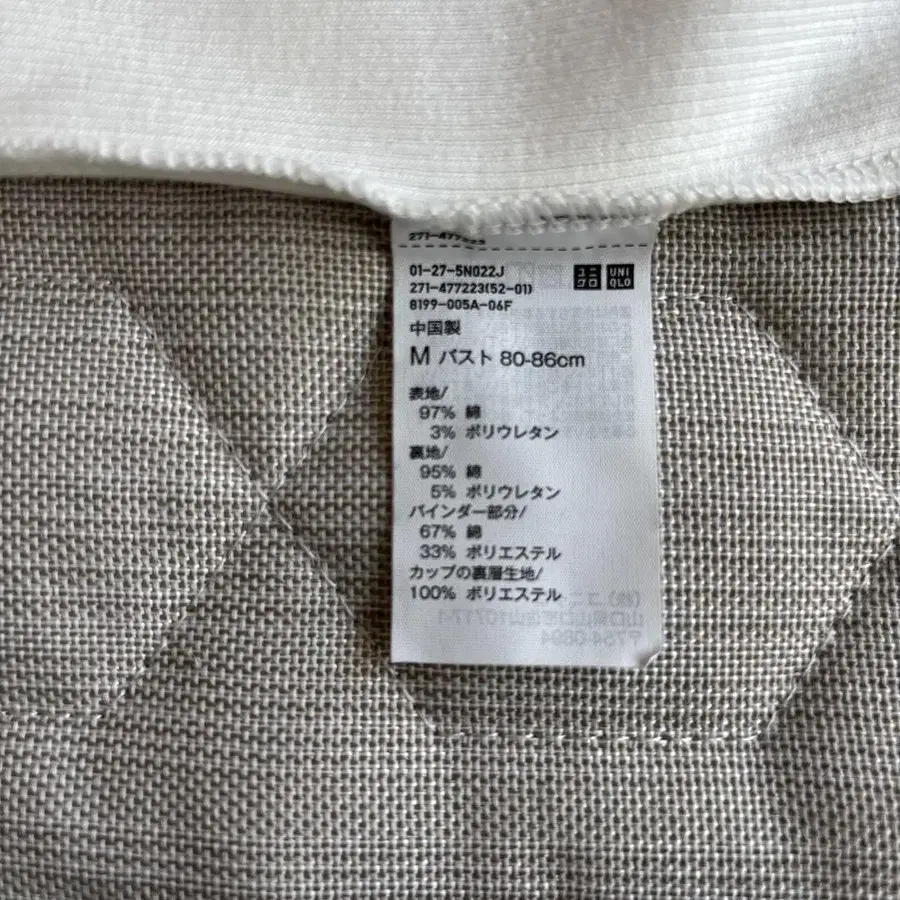 271-477223
01-27-5N022J
ユニクロ UNIQLO
271-477223(52-01)
8199-005A-06F
中国製
M バスト 80-86cm
表地/
97% 綿
3% ポリウレタン
裏地/
95% 綿
5% ポリウレタン
バインダー部分/
67% 綿
33% ポリエステル
カップの裏層生地/
100% ポリエステル